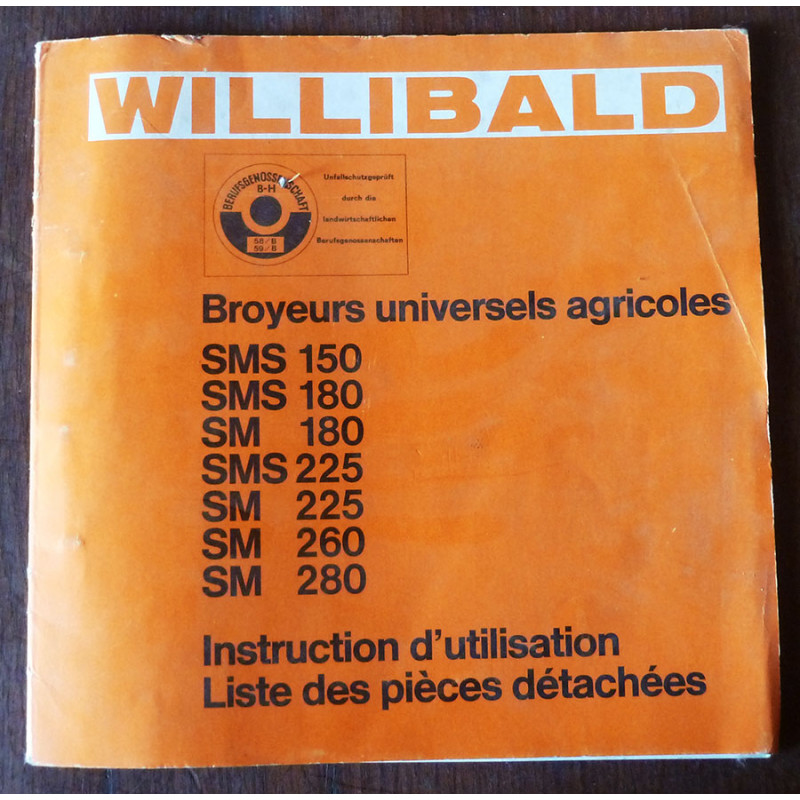 WILLIBALD
BERUFSGENOSSENSCHAFT
B-H
58/B
59/B
Unfallschutzgeprüft
durch die
landwirtschaftlichen
Berufsgenossenschaften
Broyeurs universels agricoles
SMS 150
SMS 180
SM 180
SMS 225
SM 225
SM 260
SM 280
Instruction d'utilisation
Liste des pièces détachées